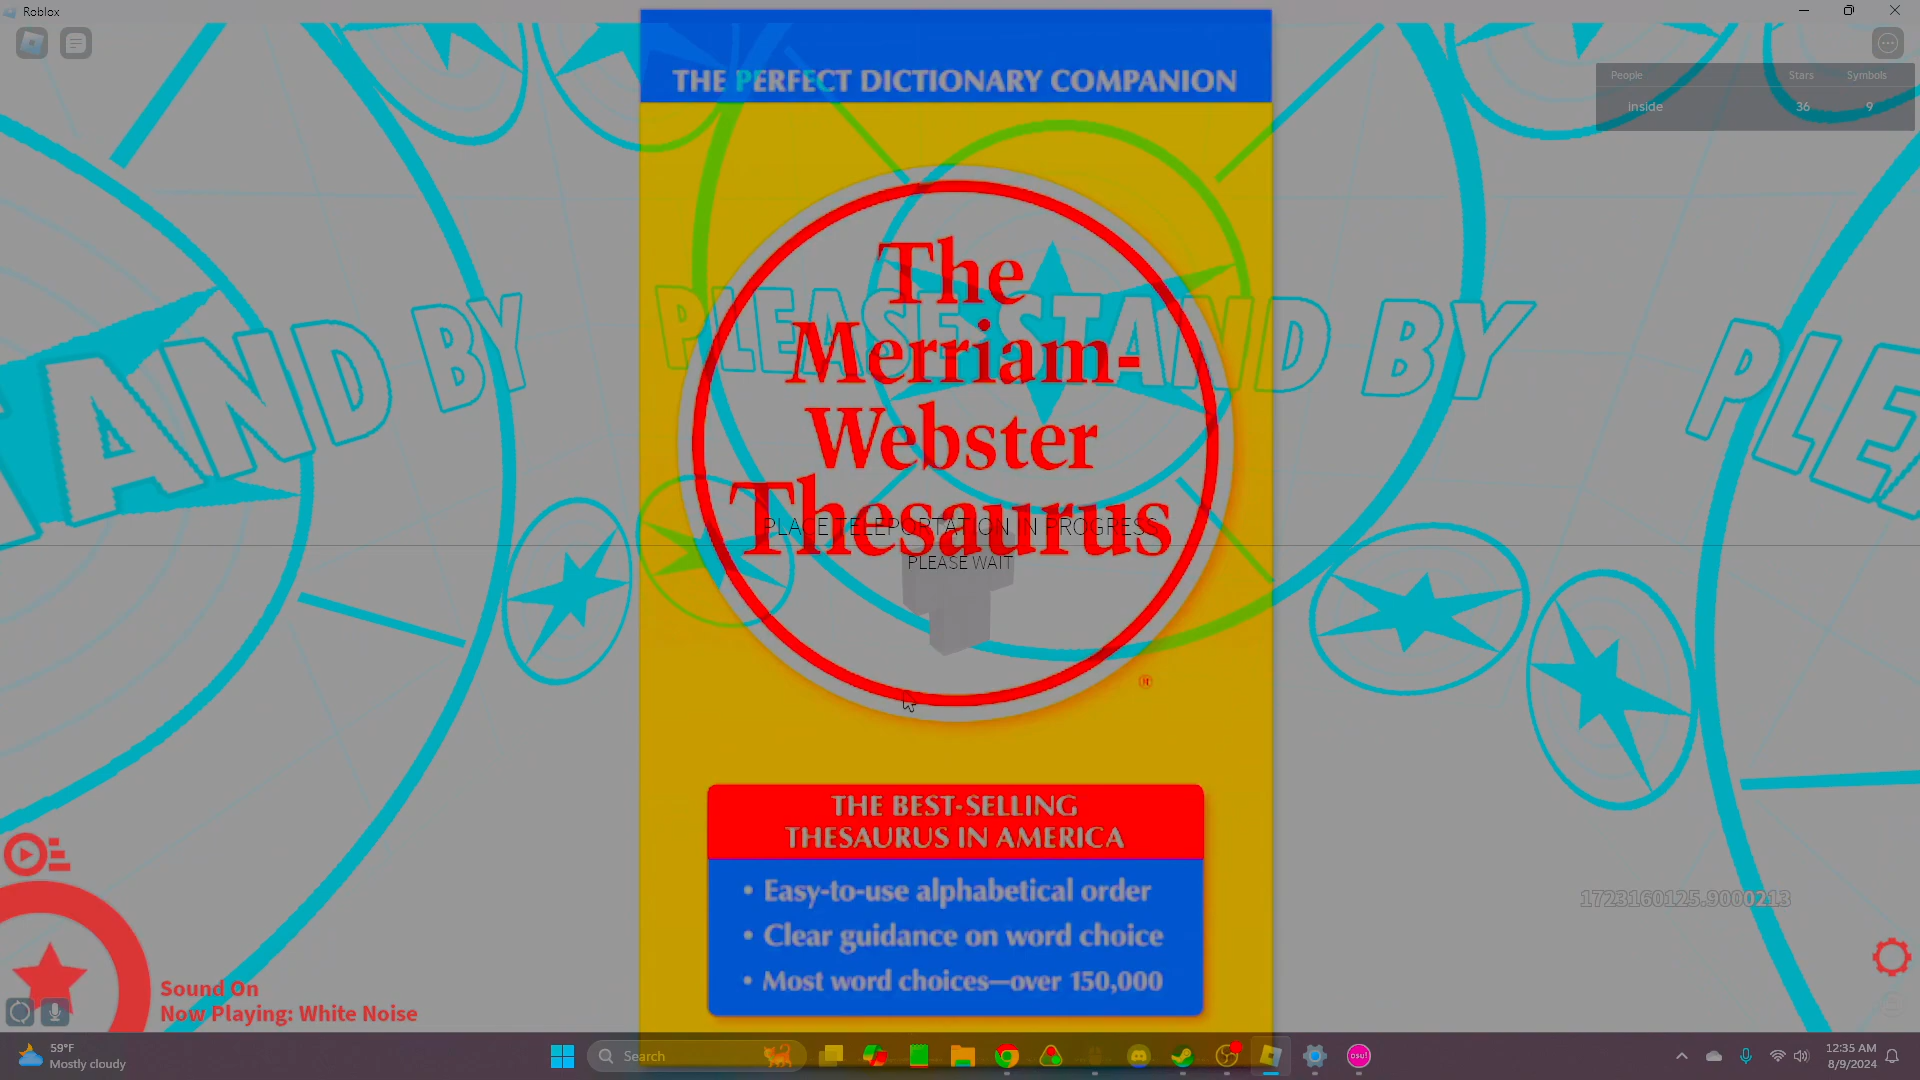 Roblox
THE PERFECT DICTIONARY COMPANION
People Stars Symbols
inside 36 9
The
Merriam-
Webster
Thesaurus
®
AND BY
PLEASE STAND BY
PLE
PLACE TELEPORTATION IN PROGRESS
PLEASE WAIT
THE BEST-SELLING
THESAURUS IN AMERICA
• Easy-to-use alphabetical order
• Clear guidance on word choice
• Most word choices—over 150,000
1723160125.9000213
Sound On
Now Playing: White Noise
59°F
Mostly cloudy
Search
osu!
12:35 AM
8/9/2024